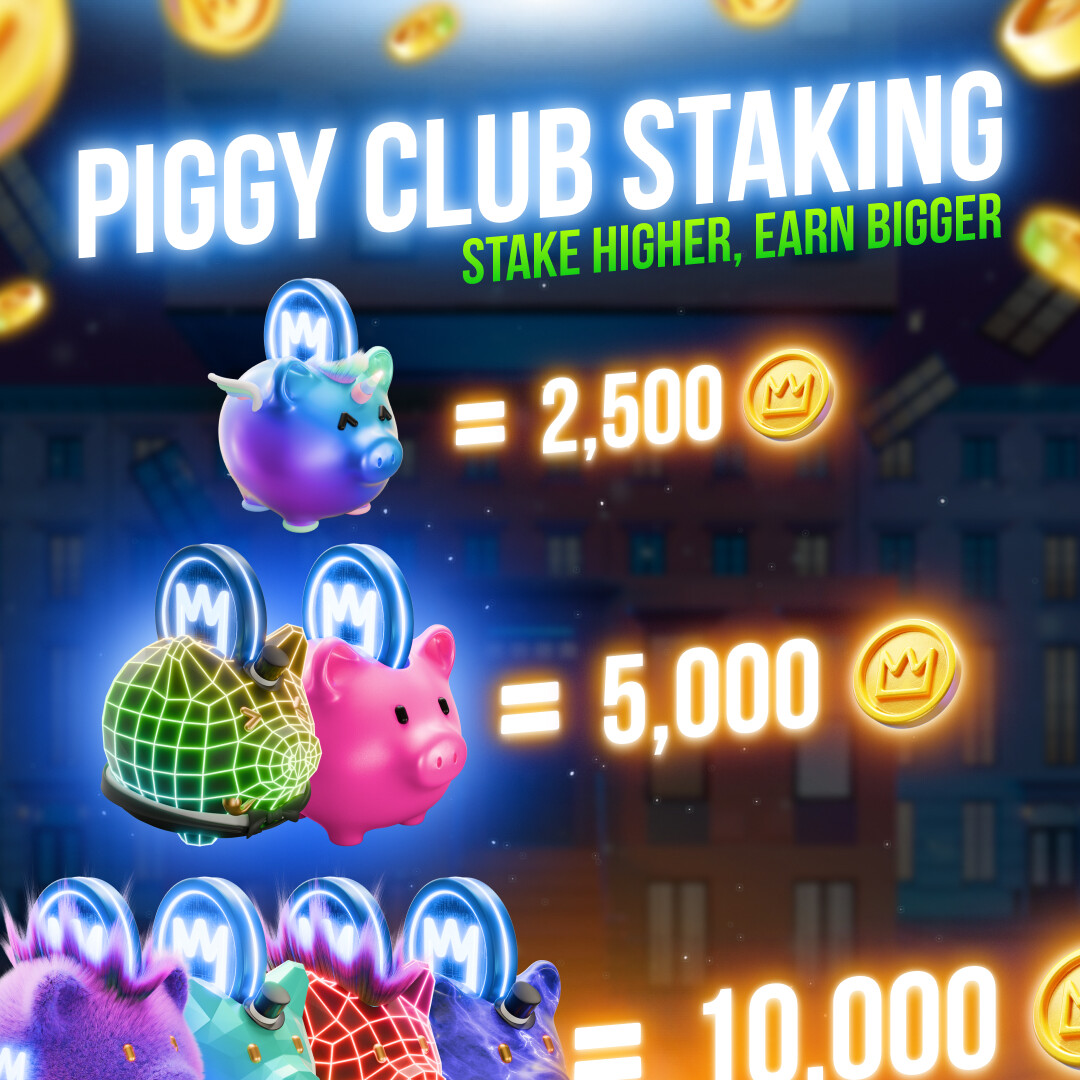 PIGGY CLUB STAKING
STAKE HIGHER, EARN BIGGER
= 2,500
= 5,000
= 10,000